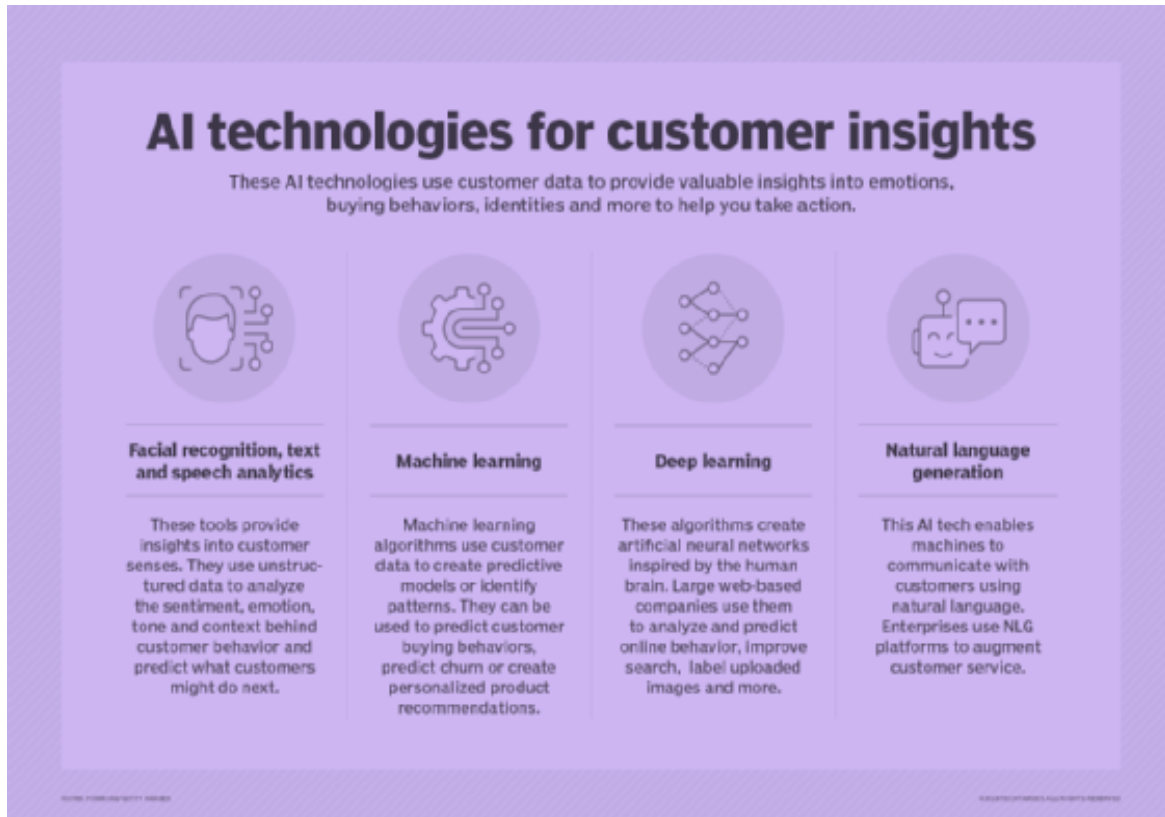 AI technologies for customer insights
These AI technologies use customer data to provide valuable insights into emotions,
buying behaviors, identities and more to help you take action.
Facial recognition, text
and speech analytics
These tools provide
insights into customer
senses. They use unstruc-
tured data to analyze
the sentiment, emotion,
tone and context behind
customer behavior and
predict what customers
might do next.
Machine learning
Machine learning
algorithms use customer
data to create predictive
models or identify
patterns. They can be
used to predict customer
buying behaviors,
predict churn or create
personalized product
recommendations.
Deep learning
These algorithms create
artificial neural networks
inspired by the human
brain. Large web-based
companies use them
to analyze and predict
online behavior, improve
search, label uploaded
images and more.
Natural language
generation
This AI tech enables
machines to
communicate with
customers using
natural language.
Enterprises use NLG
platforms to augment
customer service.